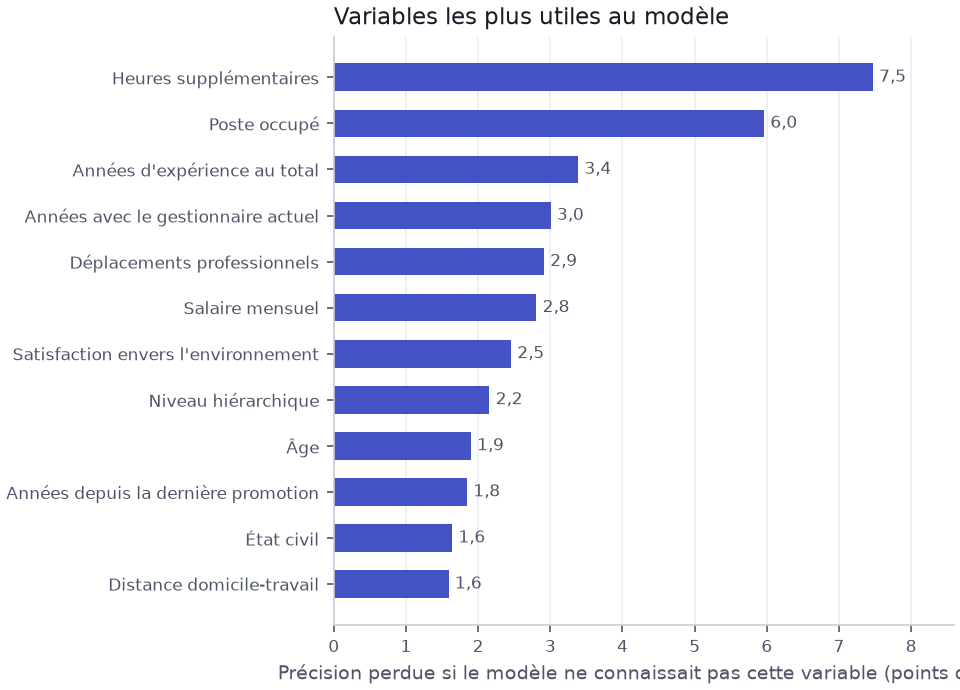 Variables les plus utiles au modèle
Heures supplémentaires 7,5
Poste occupé 6,0
Années d'expérience au total 3,4
Années avec le gestionnaire actuel 3,0
Déplacements professionnels 2,9
Salaire mensuel 2,8
Satisfaction envers l'environnement 2,5
Niveau hiérarchique 2,2
Âge 1,9
Années depuis la dernière promotion 1,8
État civil 1,6
Distance domicile-travail 1,6
0 1 2 3 4 5 6 7 8
Précision perdue si le modèle ne connaissait pas cette variable (points